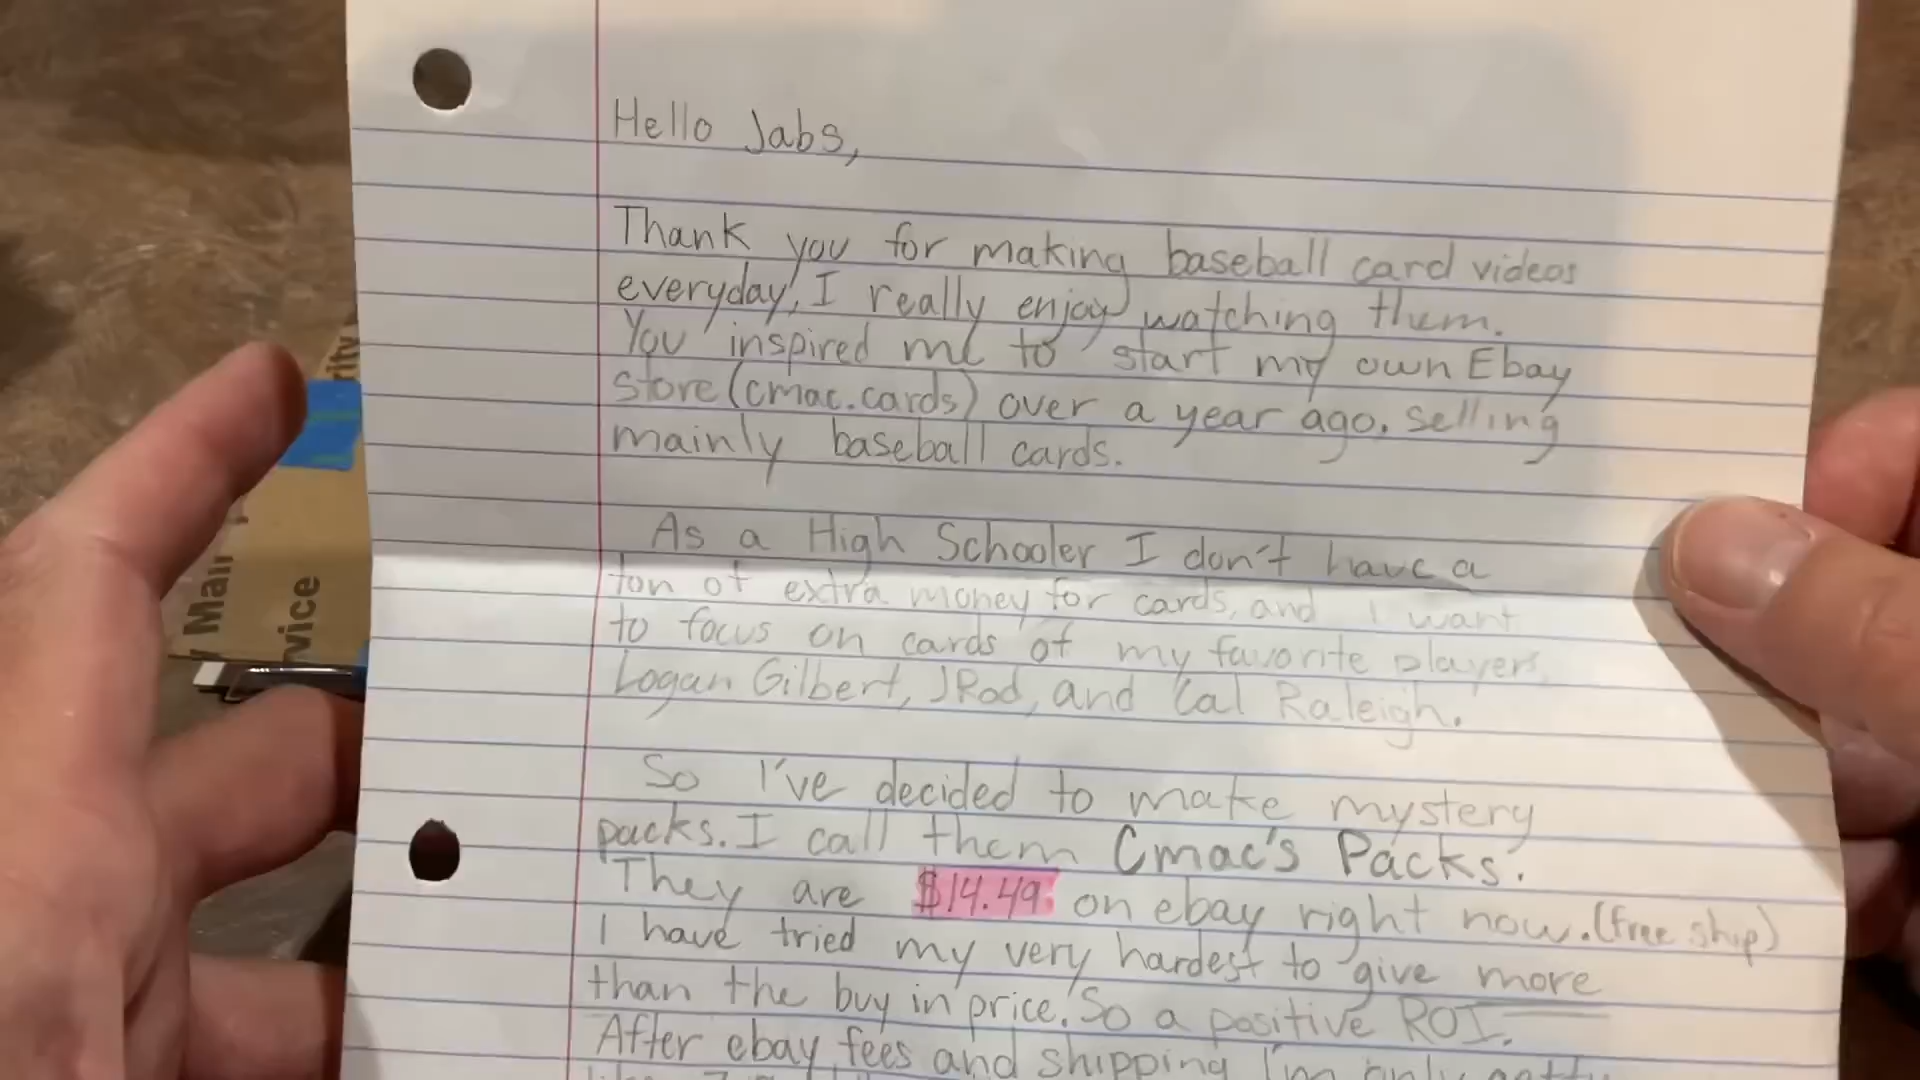 Hello Jabs,
Thank you for making baseball card videos
everyday, I really enjoy watching them.
You inspired me to start my own Ebay
store (cmac.cards) over a year ago. Selling
mainly baseball cards.
As a High Schooler I don't have a
ton of extra money for cards, and I want
to focus on cards of my favorite players,
Logan Gilbert, JRod, and Cal Raleigh.
So I've decided to make mystery
packs. I call them Cmac's Packs.
They are $14.49 on ebay right now. (free ship)
I have tried my very hardest to give more
than the buy in price. So a positive ROI.
After ebay fees and shipping I'm only
Mail
vice